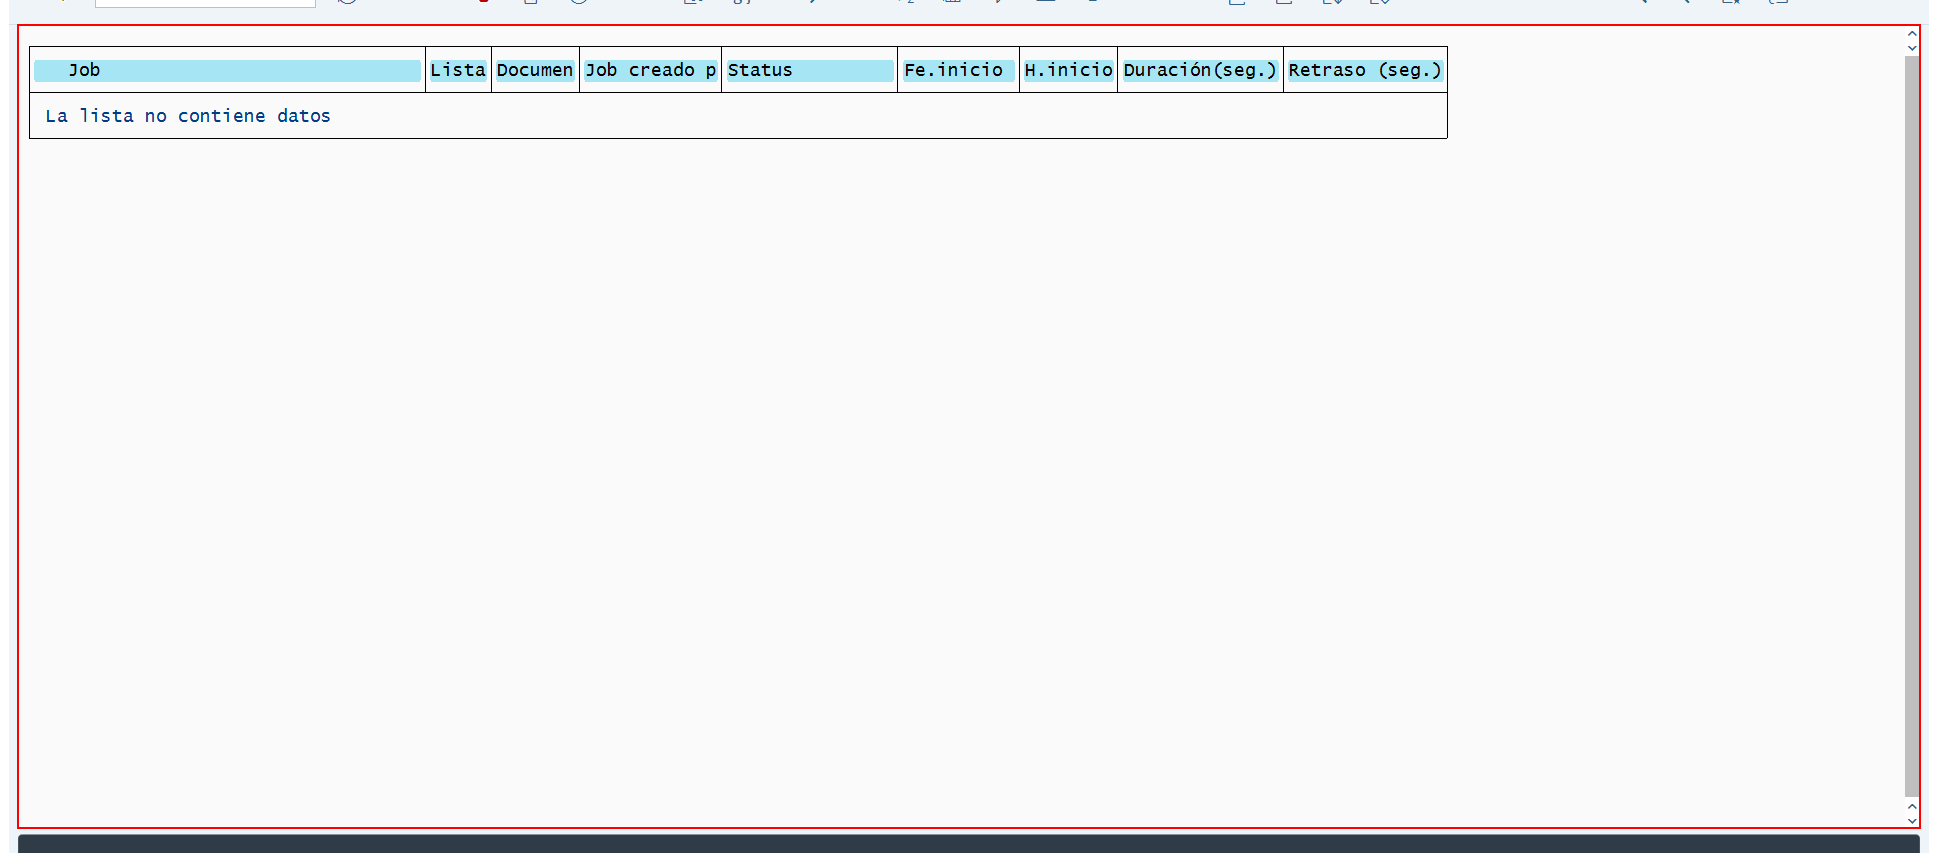 Job Lista Documen Job creado p Status Fe.inicio H.inicio Duración(seg.) Retraso (seg.)
La lista no contiene datos